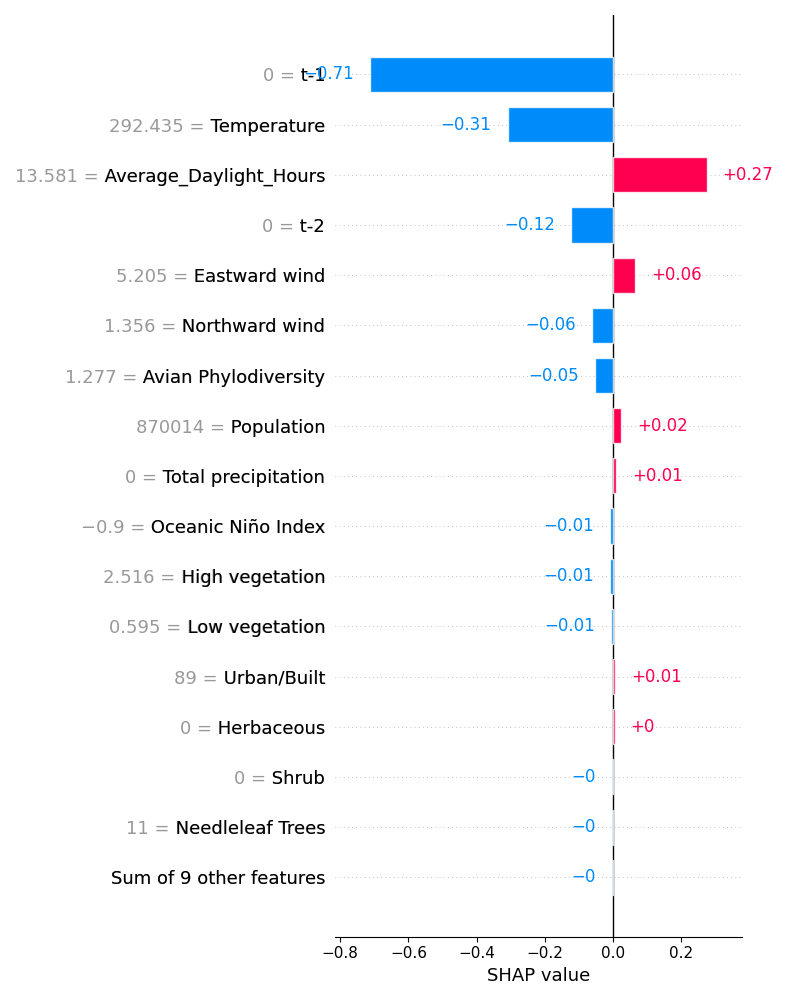 0 = t-1 −0.71
292.435 = Temperature −0.31
13.581 = Average_Daylight_Hours +0.27
0 = t-2 −0.12
5.205 = Eastward wind +0.06
1.356 = Northward wind −0.06
1.277 = Avian Phylodiversity −0.05
870014 = Population +0.02
0 = Total precipitation +0.01
−0.9 = Oceanic Niño Index −0.01
2.516 = High vegetation −0.01
0.595 = Low vegetation −0.01
89 = Urban/Built +0.01
0 = Herbaceous +0
0 = Shrub −0
11 = Needleleaf Trees −0
Sum of 9 other features −0
−0.8 −0.6 −0.4 −0.2 0.0 0.2
SHAP value